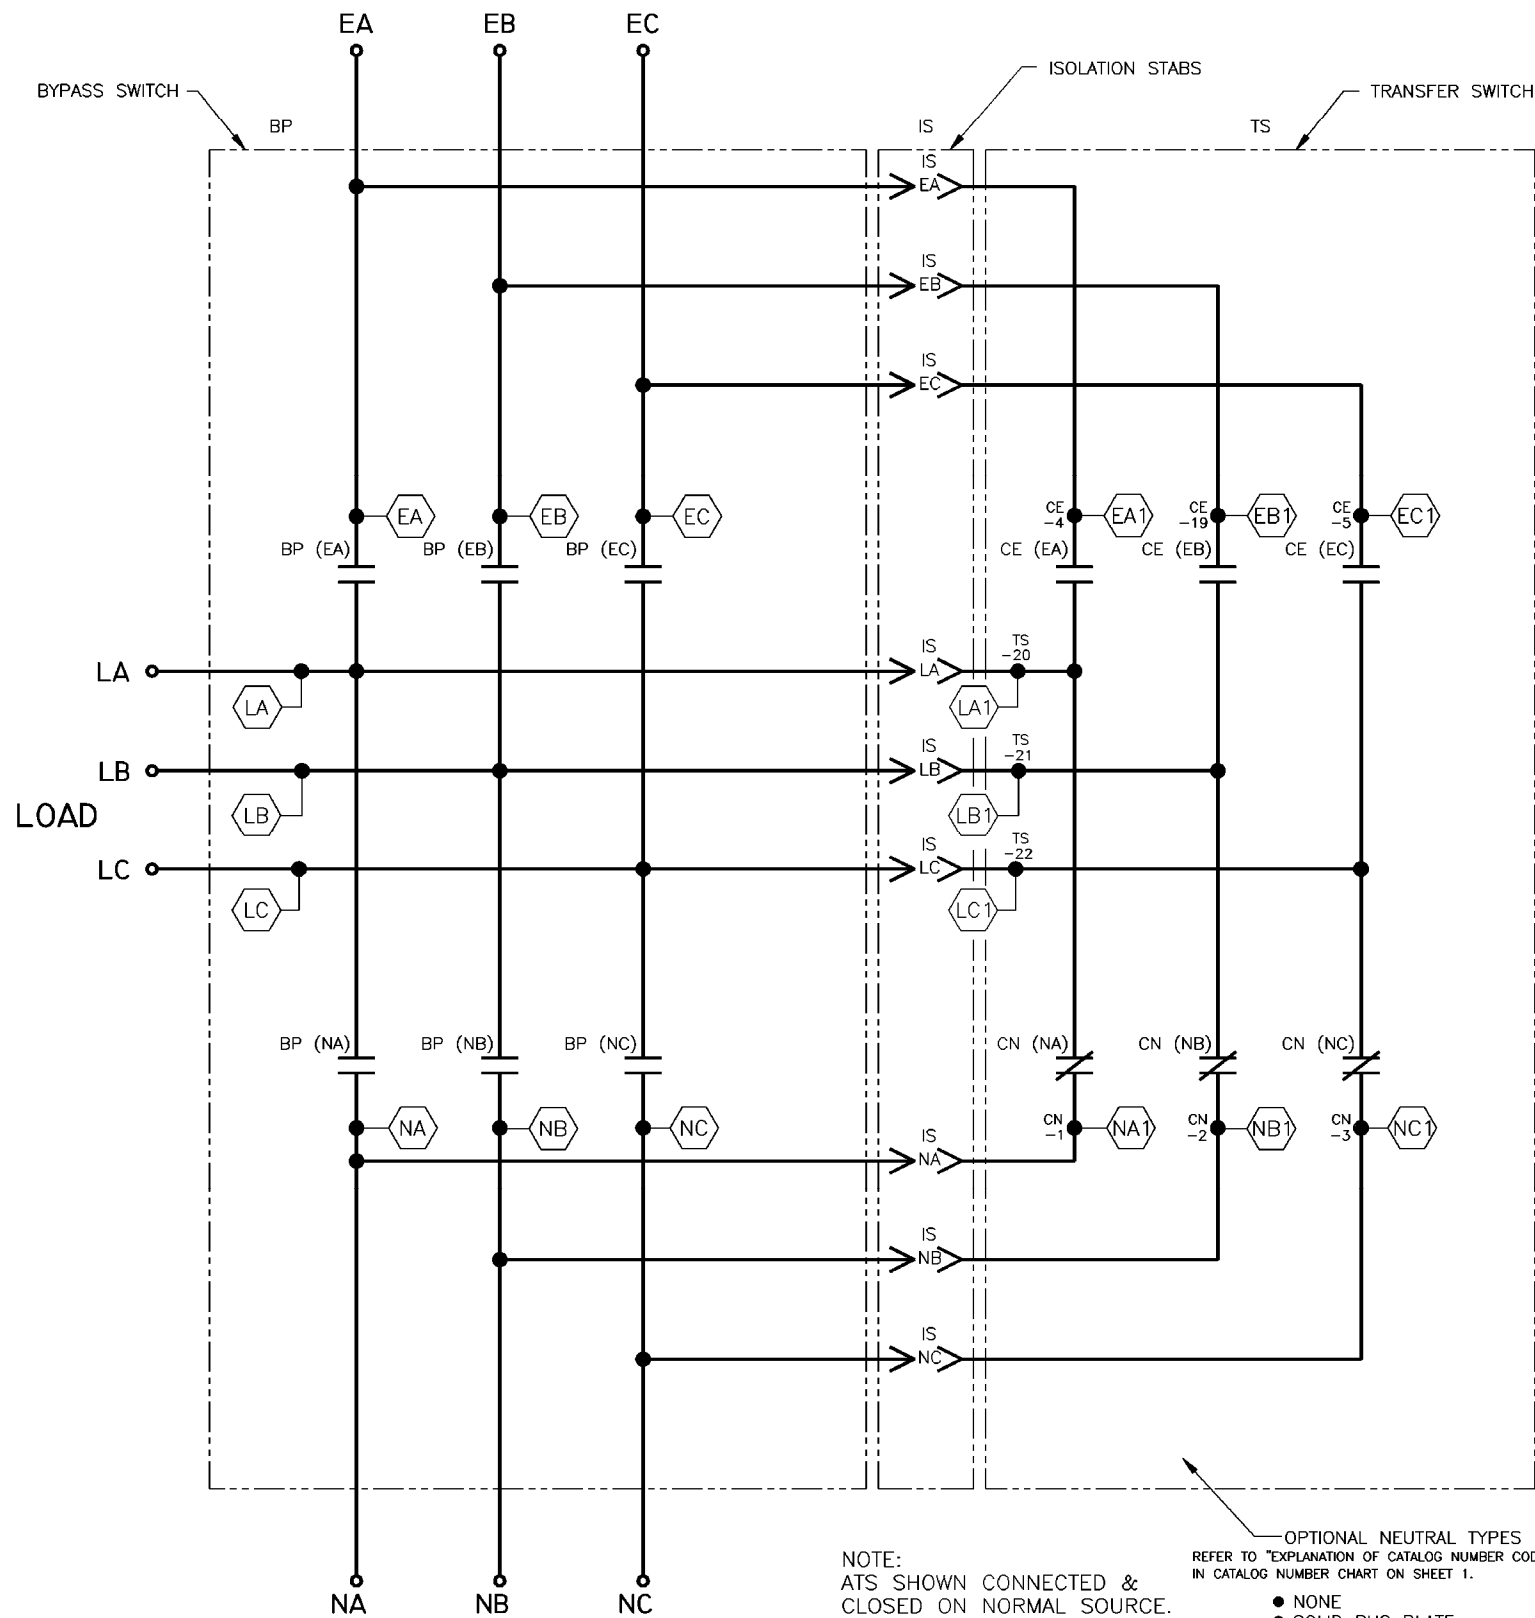 EA EB EC
ISOLATION STABS
BYPASS SWITCH
TRANSFER SWITCH
BP IS TS
IS
EA
IS
EB
IS
EC
EA EB EC
CE
-4
EA1
CE
-19
EB1
CE
-5
EC1
BP (EA) BP (EB) BP (EC) CE (EA) CE (EB) CE (EC)
IS TS
LA LA -20
LA LA1
IS TS
LB LB -21
LOAD LB LB1
IS TS
LC LC -22
LC LC1
BP (NA) BP (NB) BP (NC) CN (NA) CN (NB) CN (NC)
NA NB NC
CN
-1
NA1
CN
-2
NB1
CN
-3
NC1
IS
NA
IS
NB
IS
NC
OPTIONAL NEUTRAL TYPES
REFER TO "EXPLANATION OF CATALOG NUMBER COD
IN CATALOG NUMBER CHART ON SHEET 1.
● NONE
NOTE:
ATS SHOWN CONNECTED &
CLOSED ON NORMAL SOURCE.
NA NB NC